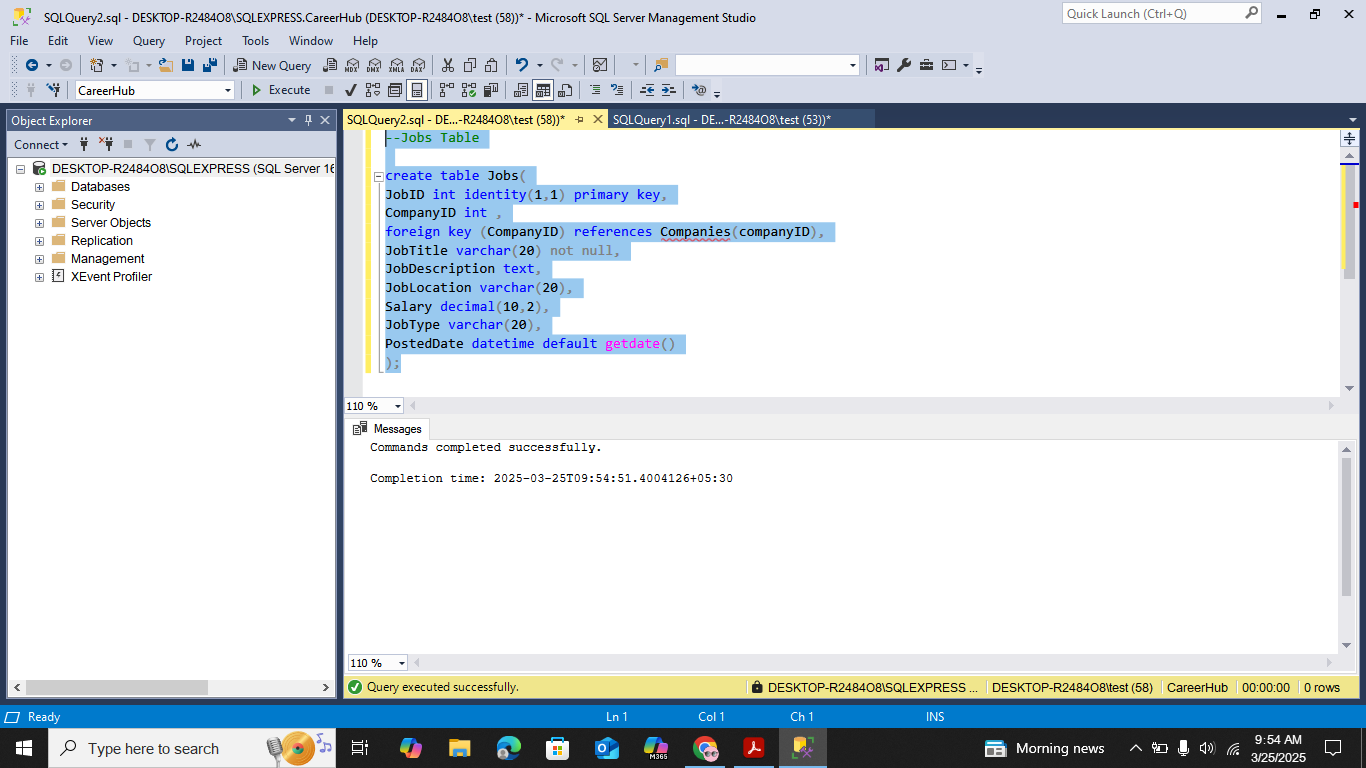 SQLQuery2.sql - DESKTOP-R2484O8\SQLEXPRESS.CareerHub (DESKTOP-R2484O8\test (58))* - Microsoft SQL Server Management Studio
Quick Launch (Ctrl+Q)
File Edit View Query Project Tools Window Help
New Query
MDX DMX XMLA DAX
CareerHub
Execute
Object Explorer
SQLQuery2.sql - DE...-R2484O8\test (58))*
SQLQuery1.sql - DE...-R2484O8\test (53))*
Connect
DESKTOP-R2484O8\SQLEXPRESS (SQL Server 16
Databases
Security
Server Objects
Replication
Management
XEvent Profiler
--Jobs Table
create table Jobs(
JobID int identity(1,1) primary key,
CompanyID int ,
foreign key (CompanyID) references Companies(companyID),
JobTitle varchar(20) not null,
JobDescription text,
JobLocation varchar(20),
Salary decimal(10,2),
JobType varchar(20),
PostedDate datetime default getdate()
);
110 %
Messages
Commands completed successfully.
Completion time: 2025-03-25T09:54:51.4004126+05:30
110 %
Query executed successfully.
DESKTOP-R2484O8\SQLEXPRESS ...
DESKTOP-R2484O8\test (58)
CareerHub
00:00:00
0 rows
Ready
Ln 1
Col 1
Ch 1
INS
Type here to search
M365
Morning news
9:54 AM
3/25/2025